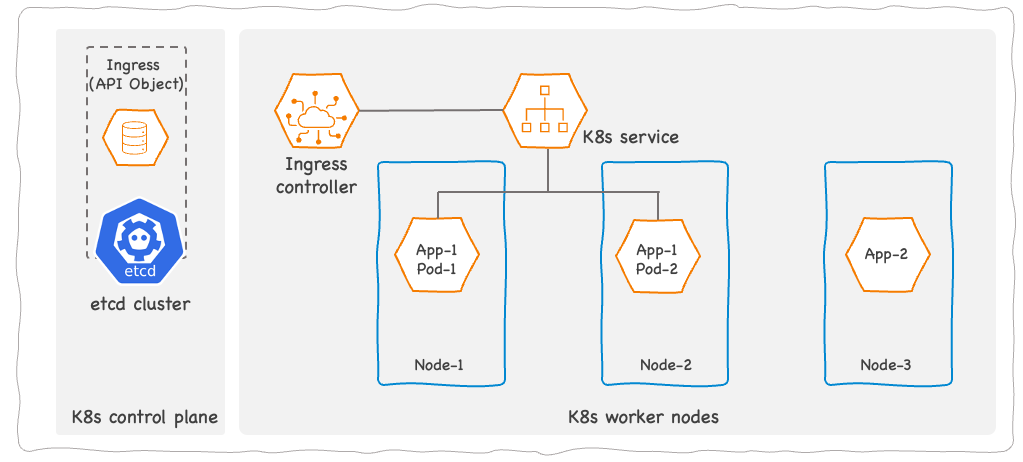 Ingress
(API Object)
etcd
etcd cluster
K8s control plane
Ingress
controller
K8s service
App-1
Pod-1
Node-1
App-1
Pod-2
Node-2
App-2
Node-3
K8s worker nodes